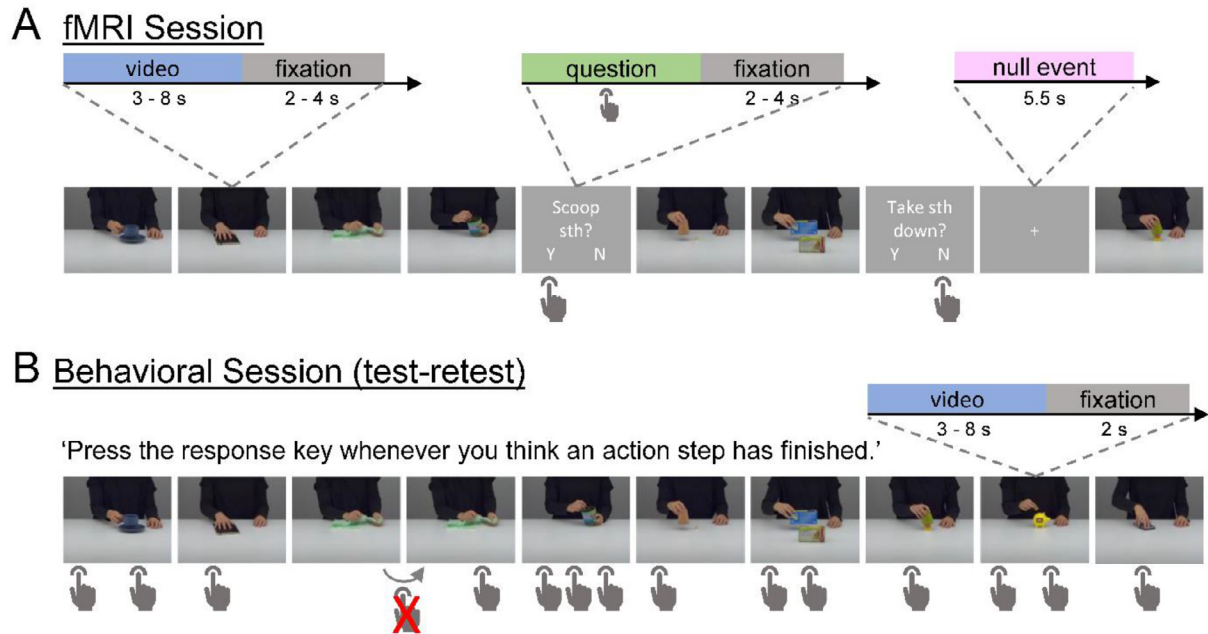 A fMRI Session
video fixation
3 - 8 s 2 - 4 s
question fixation
2 - 4 s
null event
5.5 s
Scoop
sth?
Y N
Take sth
down?
Y N
+
B Behavioral Session (test-retest)
video fixation
3 - 8 s 2 s
‘Press the response key whenever you think an action step has finished.’
X